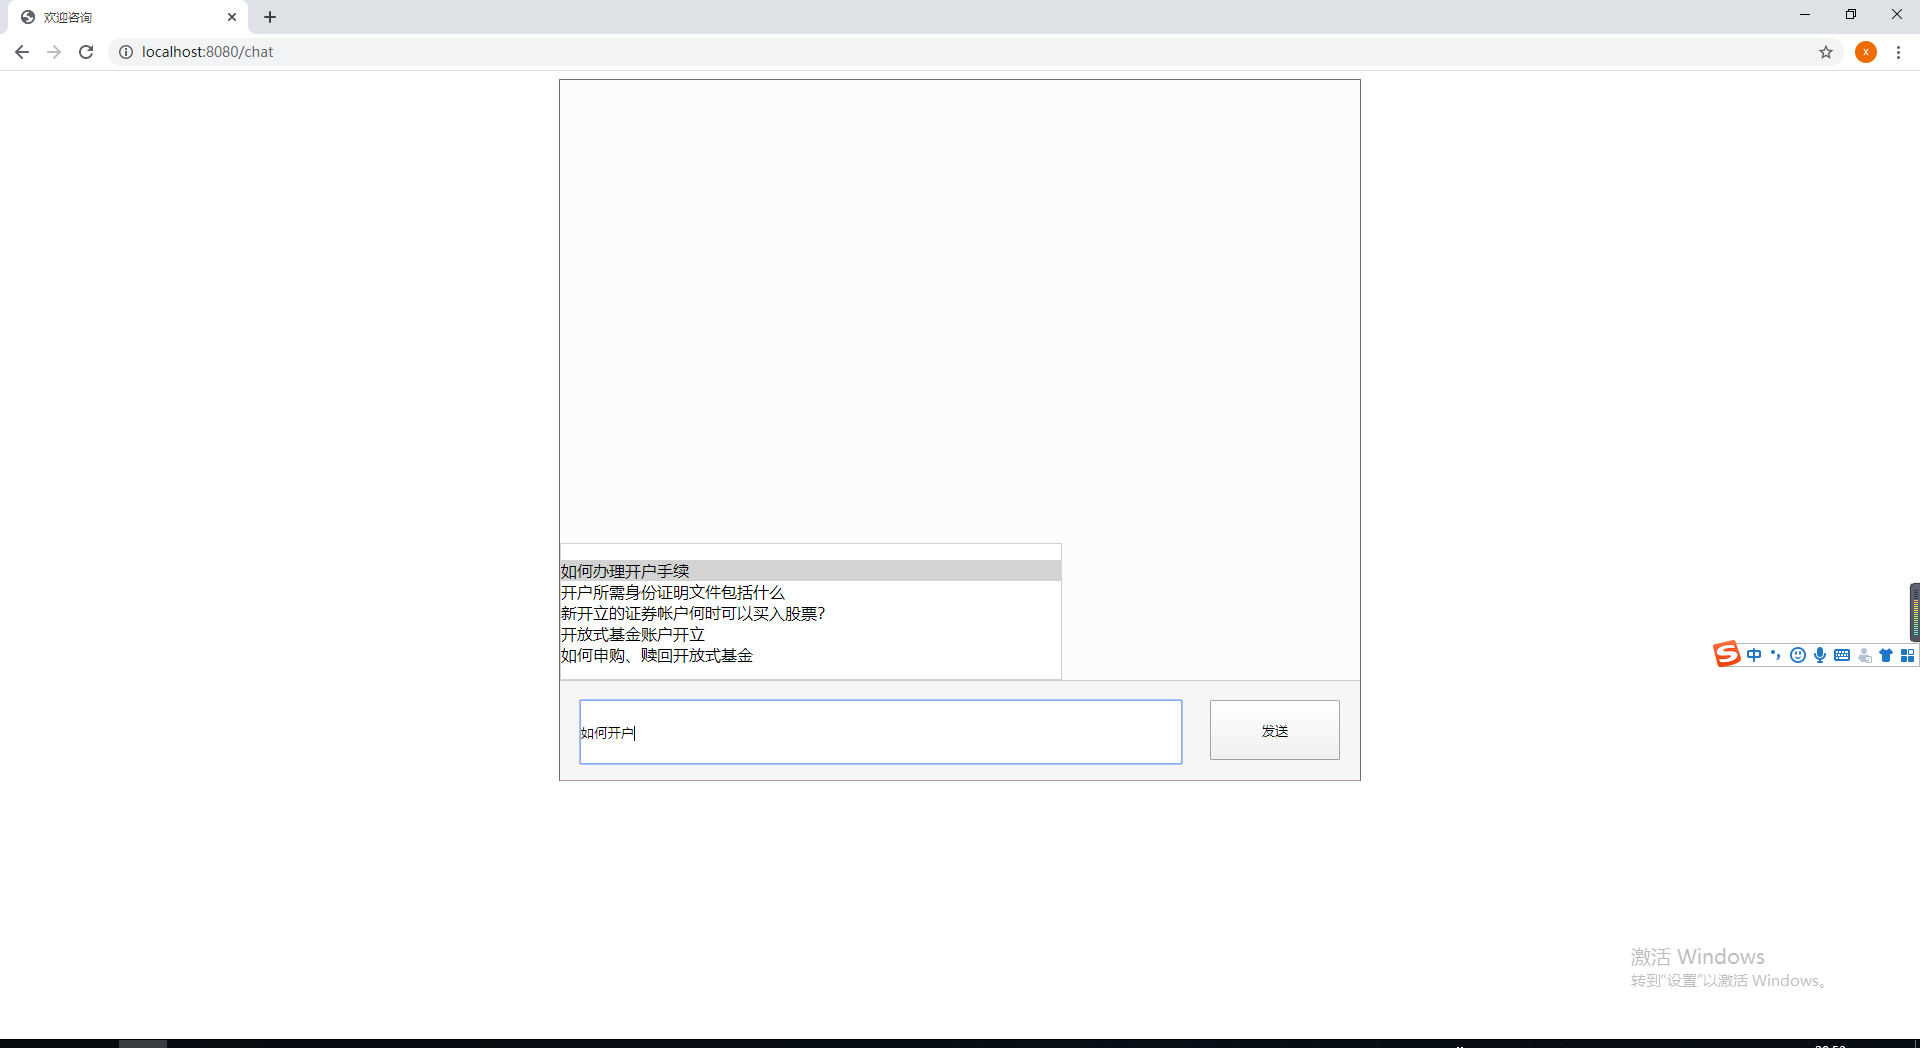 欢迎咨询
localhost:8080/chat
x
如何办理开户手续
开户所需身份证明文件包括什么
新开立的证券帐户何时可以买入股票?
开放式基金账户开立
如何申购、赎回开放式基金
中
如何开户
发送
激活 Windows
转到“设置”以激活 Windows。